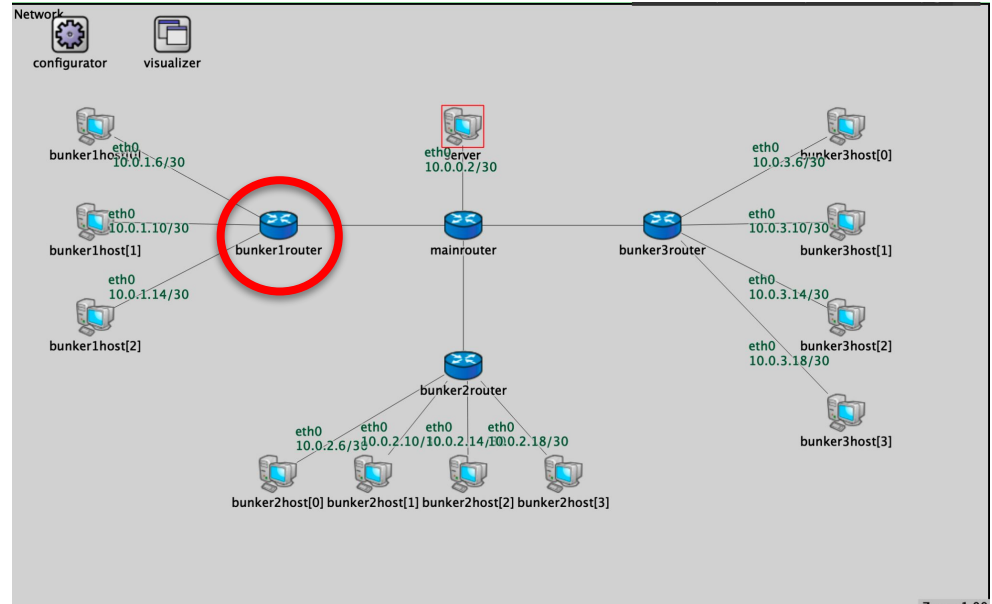 Network
configurator
visualizer
eth0
10.0.1.6/30
bunker1host[0]
eth0
server
10.0.0.2/30
eth0
10.0.3.6/30
bunker3host[0]
eth0
10.0.1.10/30
bunker1host[1]
bunker1router
mainrouter
bunker3router
eth0
10.0.3.10/30
bunker3host[1]
eth0
10.0.1.14/30
bunker1host[2]
eth0
10.0.3.14/30
bunker3host[2]
eth0
10.0.3.18/30
bunker3host[3]
bunker2router
eth0 eth0 eth0 eth0
10.0.2.6/30 10.0.2.10/30 10.0.2.14/30 10.0.2.18/30
bunker2host[0] bunker2host[1] bunker2host[2] bunker2host[3]